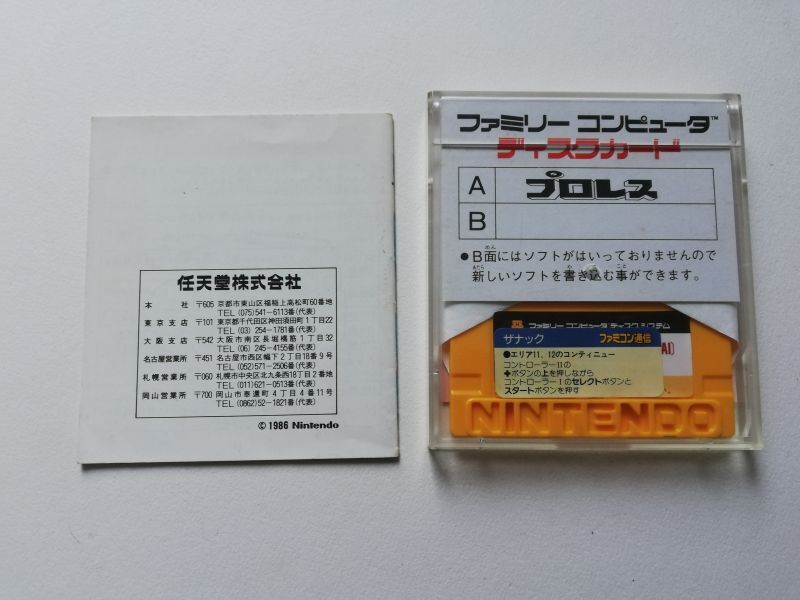 任天堂株式会社
本 社 〒605 京都市東山区福稲上高松町60番地
TEL (075)541-6113番(代表)
東京支店 〒101 東京都千代田区神田須田町1丁目22
TEL (03) 254-1781番(代表)
大阪支店 〒542 大阪市南区長堀橋筋1丁目32
TEL (06) 245-4155番(代表)
名古屋営業所 〒451 名古屋市西区幅下2丁目18番9号
TEL (052)571-2506番(代表)
札幌営業所 〒060 札幌市中央区北九条西18丁目2番地
TEL (011)621-0513番(代表)
岡山営業所 〒700 岡山市奉還町4丁目4番11号
TEL (0862)52-1821番(代表)
© 1986 Nintendo
ファミリー コンピュータ™
ディスクカード
A プロレス
B
●B面にはソフトがはいっておりませんので
新しいソフトを書き込む事ができます。
ファミリー コンピュータ ディスク システム
ザナック ファミコン通信
●エリア11、12のコンティニュー
コントローラーIIの
✚ボタンの上を押しながら
コントローラーIのセレクトボタンと
スタートボタンを押す
NINTENDO